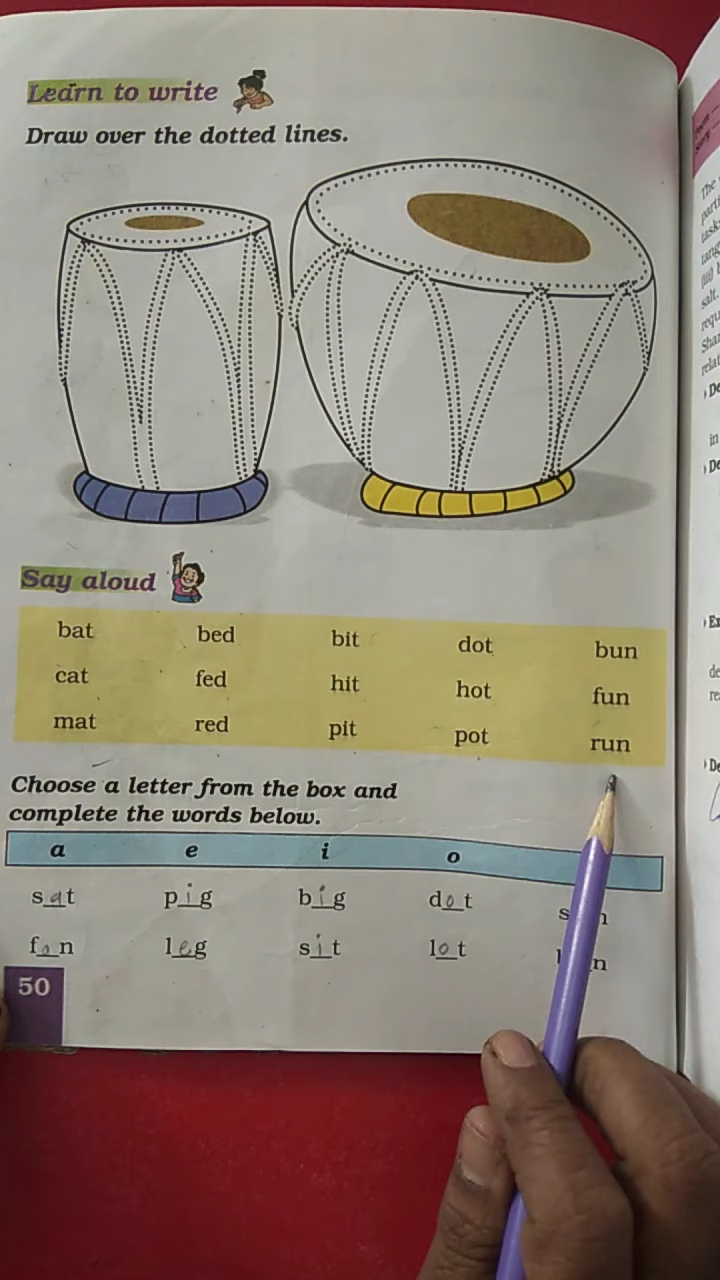 Learn to write
Draw over the dotted lines.
Say aloud
bat bed bit dot bun
cat fed hit hot fun
mat red pit pot run
Choose a letter from the box and
complete the words below.
a e i o
sat pig big dot
leg sit lot
50